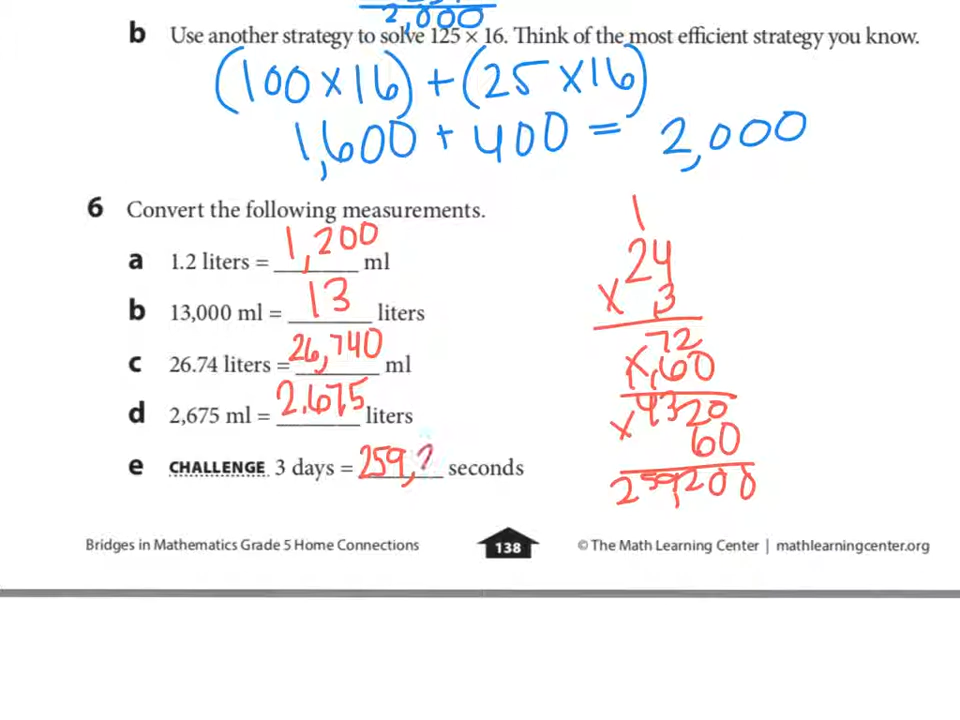 2,000
b Use another strategy to solve 125 × 16. Think of the most efficient strategy you know.
(100 × 16) + (25 × 16)
1,600 + 400 = 2,000
6 Convert the following measurements.
a 1.2 liters = 1,200 ml
b 13,000 ml = 13 liters
c 26.74 liters = 26,740 ml
d 2,675 ml = 2.675 liters
e CHALLENGE 3 days = 259,2 seconds
1
24
× 3
72
× 60
4320
× 60
259,200
Bridges in Mathematics Grade 5 Home Connections 138 © The Math Learning Center | mathlearningcenter.org